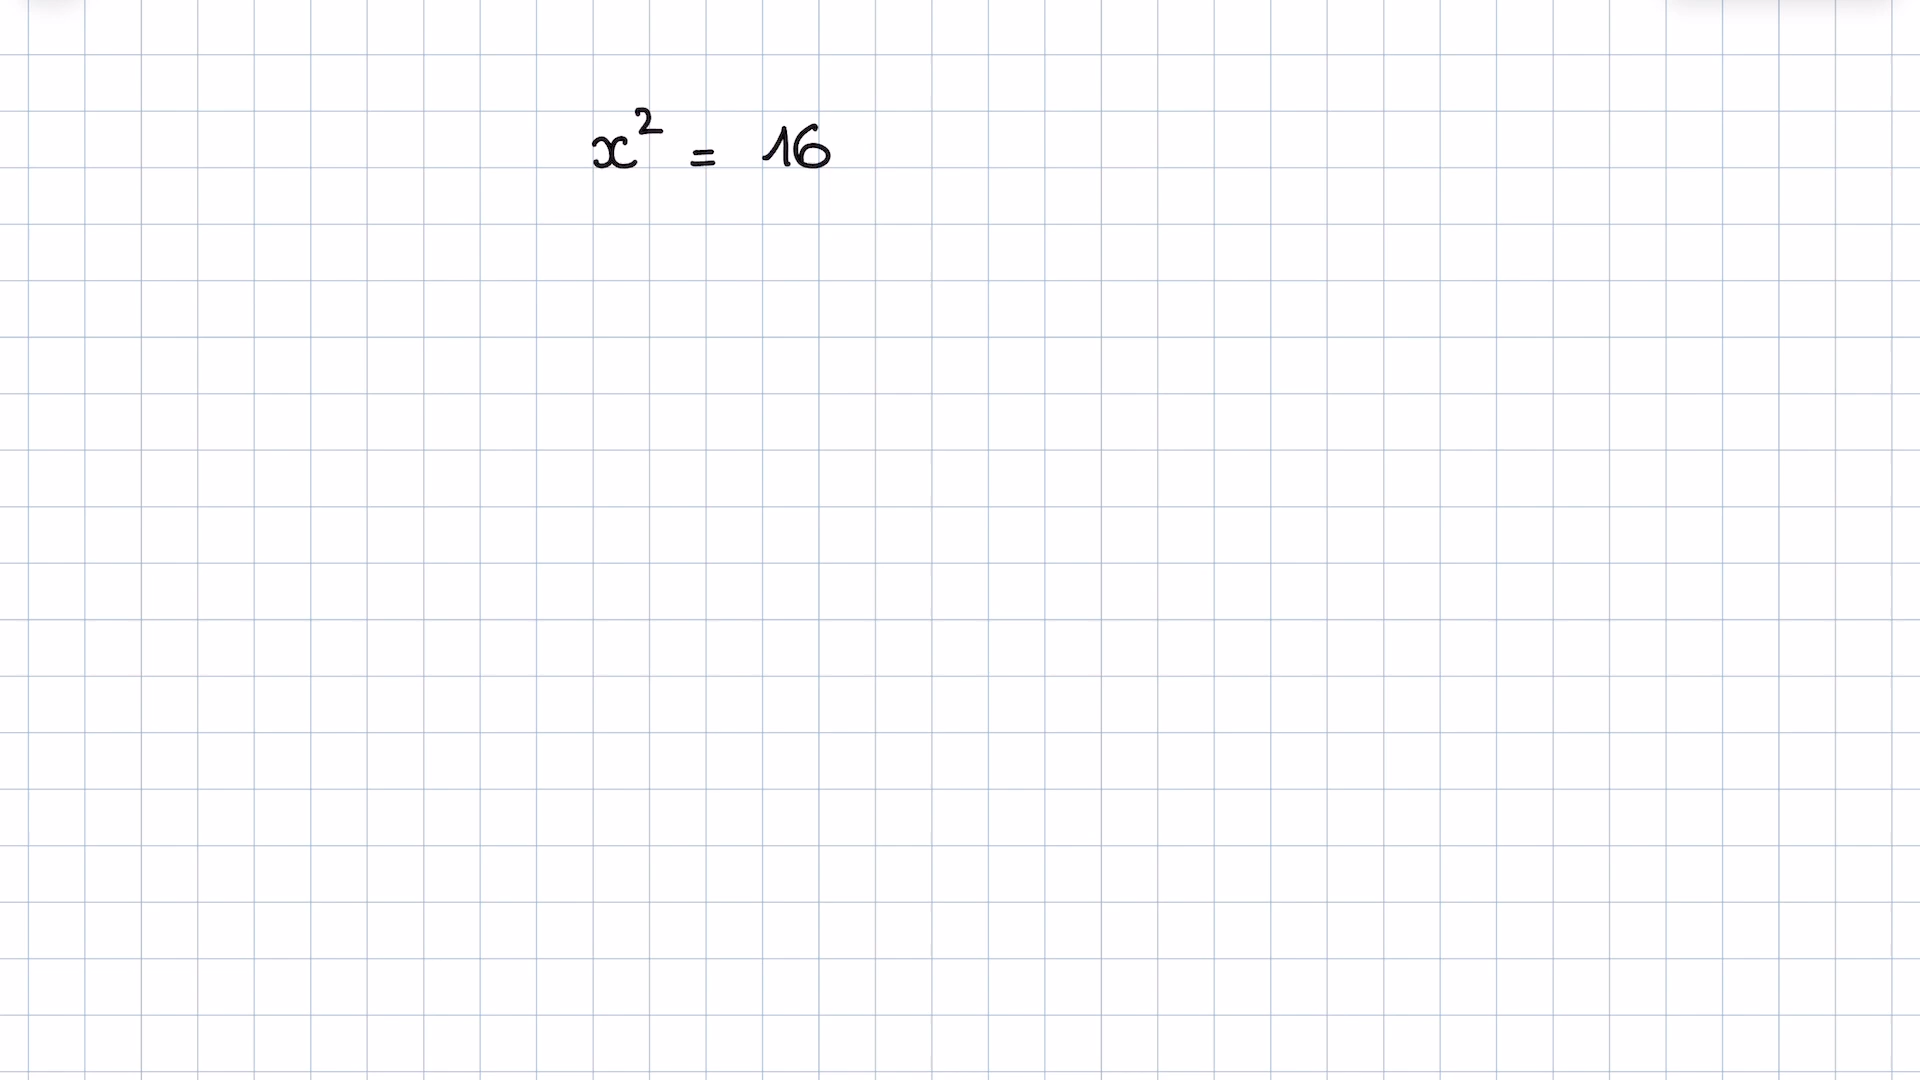 x² = 16